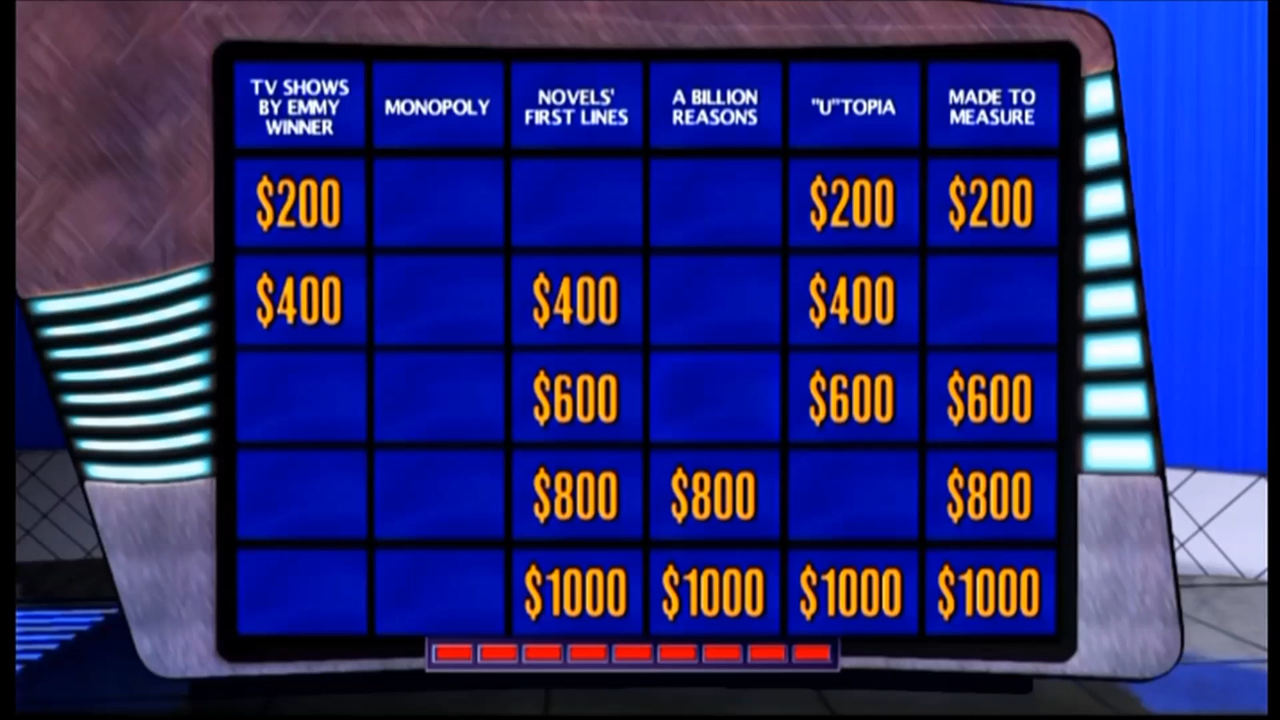 TV SHOWS
BY EMMY
WINNER
MONOPOLY
NOVELS'
FIRST LINES
A BILLION
REASONS
"U"TOPIA
MADE TO
MEASURE
$200 $200 $200
$400 $400 $400
$600 $600 $600
$800 $800 $800
$1000 $1000 $1000 $1000